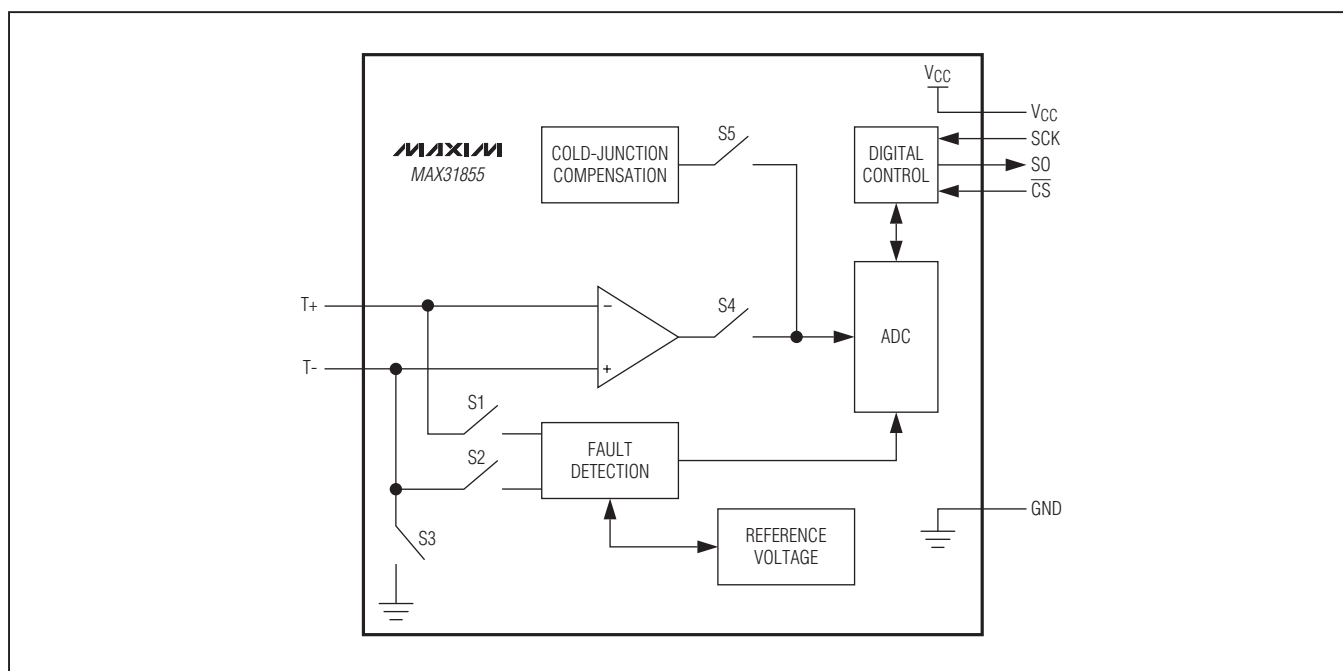 VCC
VCC
SCK
SO
CS
MAXIM
MAX31855
COLD-JUNCTION
COMPENSATION
S5
DIGITAL
CONTROL
T+
−
S4
ADC
T-
+
S1
FAULT
DETECTION
S2
S3
REFERENCE
VOLTAGE
GND